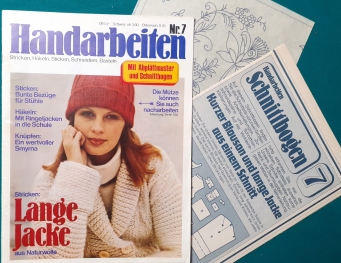 Nr. 7
Handarbeiten
Stricken, Häkeln, Sticken, Schneidern, Basteln
Mit Abplättmuster
und Schnittbogen
Sticken:
Bunte Bezüge
für Stühle
Häkeln:
Mit Ringeljacken
in die Schule
Knüpfen:
Ein wertvoller
Smyrna
Die Mütze
können
Sie auch
nacharbeiten
Stricken:
Lange
Jacke
aus Naturwolle
Handarbeiten
Schnittbogen
7
Kurzer Blouson und lange Jacke
aus einem Schnitt